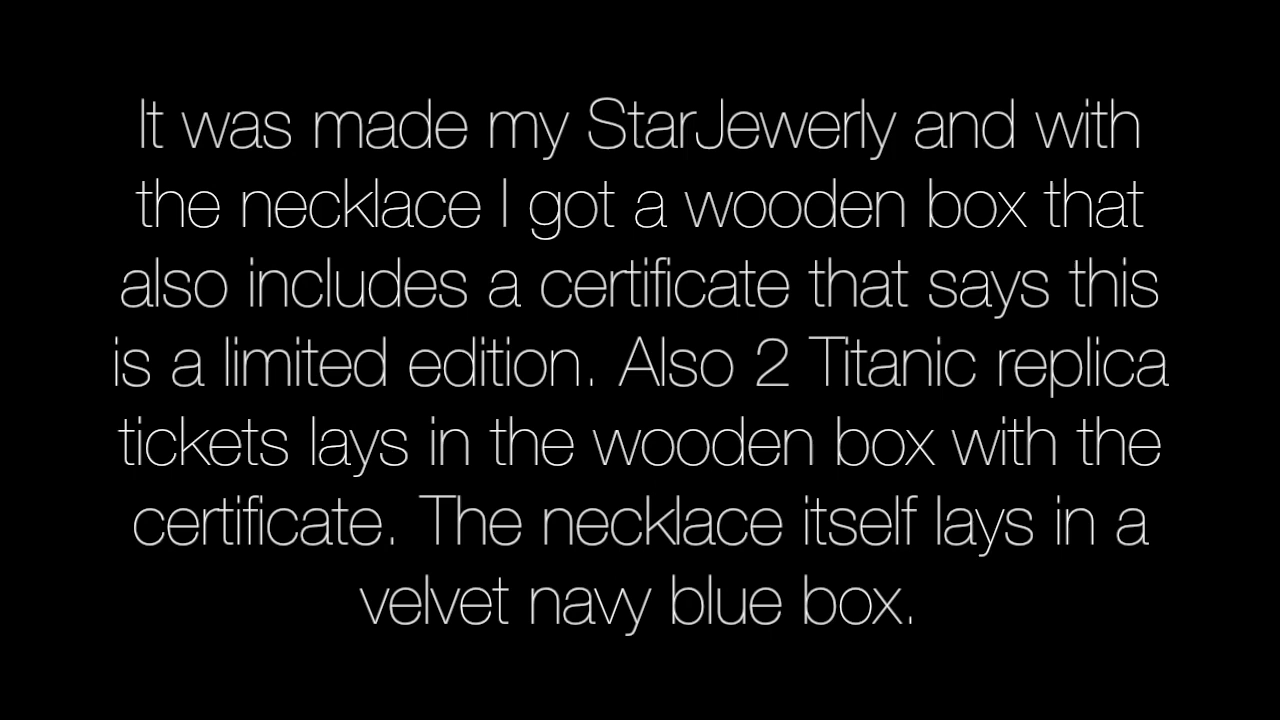 It was made my StarJewerly and with
the necklace I got a wooden box that
also includes a certificate that says this
is a limited edition. Also 2 Titanic replica
tickets lays in the wooden box with the
certificate. The necklace itself lays in a
velvet navy blue box.